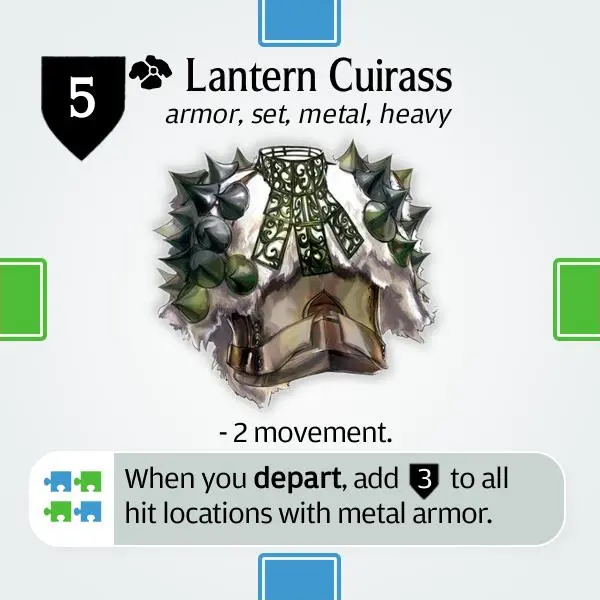 5
Lantern Cuirass
armor, set, metal, heavy
- 2 movement.
When you depart, add 3 to all
hit locations with metal armor.